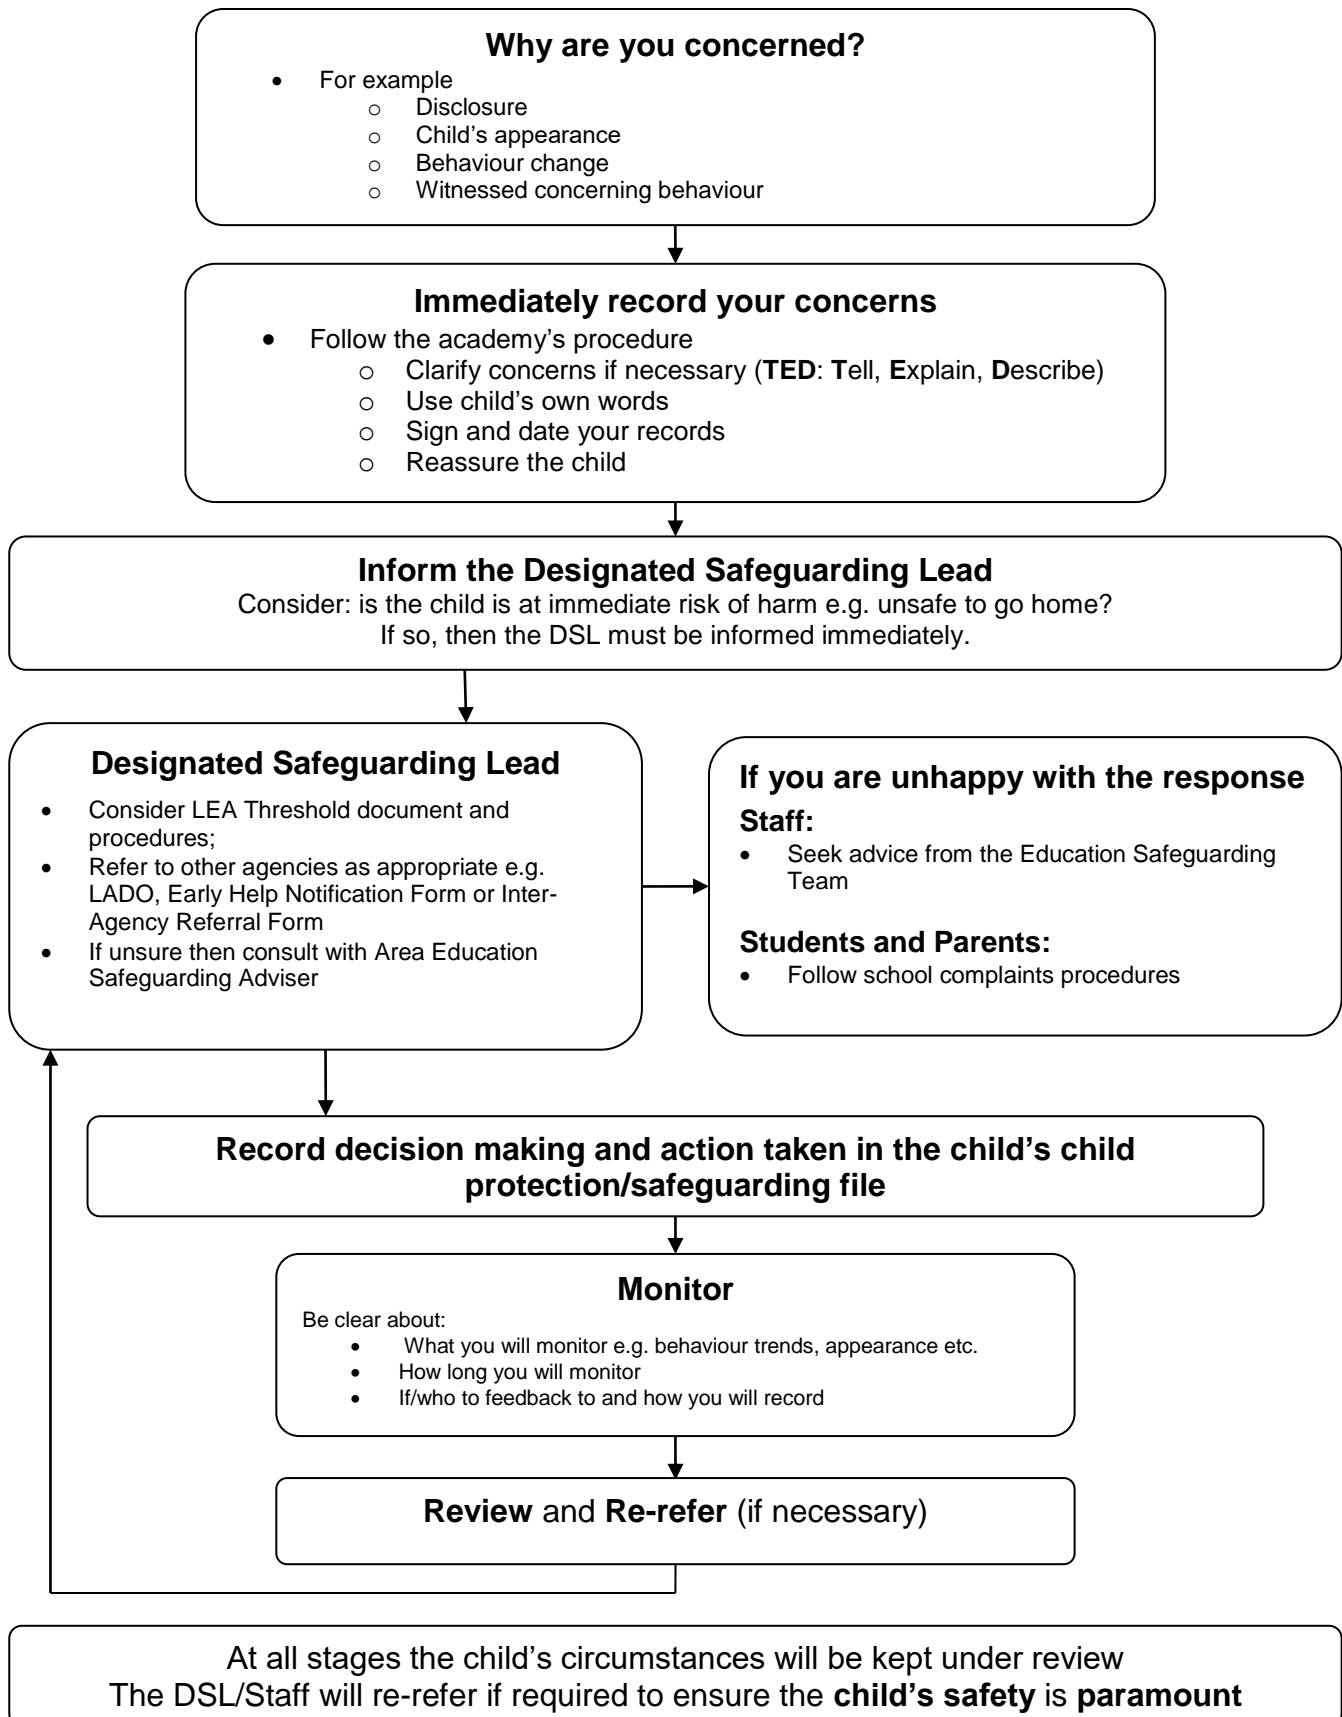 Why are you concerned?
• For example
o Disclosure
o Child’s appearance
o Behaviour change
o Witnessed concerning behaviour
Immediately record your concerns
• Follow the academy’s procedure
o Clarify concerns if necessary (TED: Tell, Explain, Describe)
o Use child’s own words
o Sign and date your records
o Reassure the child
Inform the Designated Safeguarding Lead
Consider: is the child is at immediate risk of harm e.g. unsafe to go home?
If so, then the DSL must be informed immediately.
Designated Safeguarding Lead
• Consider LEA Threshold document and
procedures;
• Refer to other agencies as appropriate e.g.
LADO, Early Help Notification Form or Inter-
Agency Referral Form
• If unsure then consult with Area Education
Safeguarding Adviser
If you are unhappy with the response
Staff:
• Seek advice from the Education Safeguarding
Team
Students and Parents:
• Follow school complaints procedures
Record decision making and action taken in the child’s child
protection/safeguarding file
Monitor
Be clear about:
• What you will monitor e.g. behaviour trends, appearance etc.
• How long you will monitor
• If/who to feedback to and how you will record
Review and Re-refer (if necessary)
At all stages the child’s circumstances will be kept under review
The DSL/Staff will re-refer if required to ensure the child’s safety is paramount